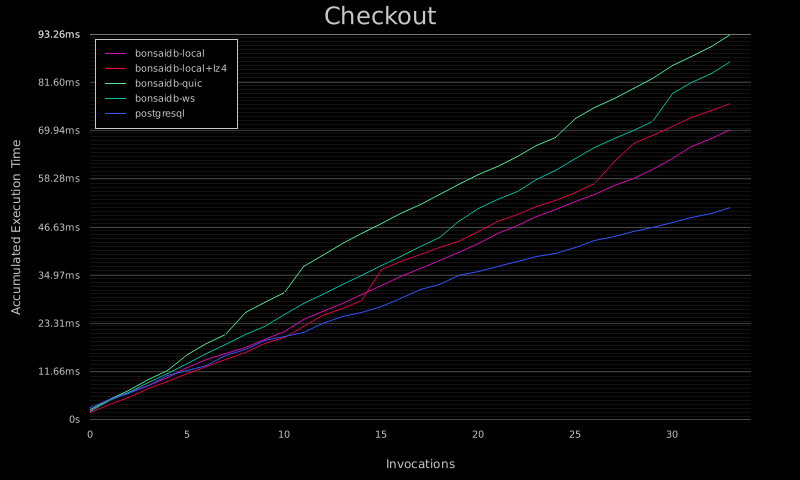 Checkout
93.26ms
81.60ms
69.94ms
58.28ms
46.63ms
34.97ms
23.31ms
11.66ms
0s
bonsaidb-local
bonsaidb-local+lz4
bonsaidb-quic
bonsaidb-ws
postgresql
Accumulated Execution Time
0 5 10 15 20 25 30
Invocations